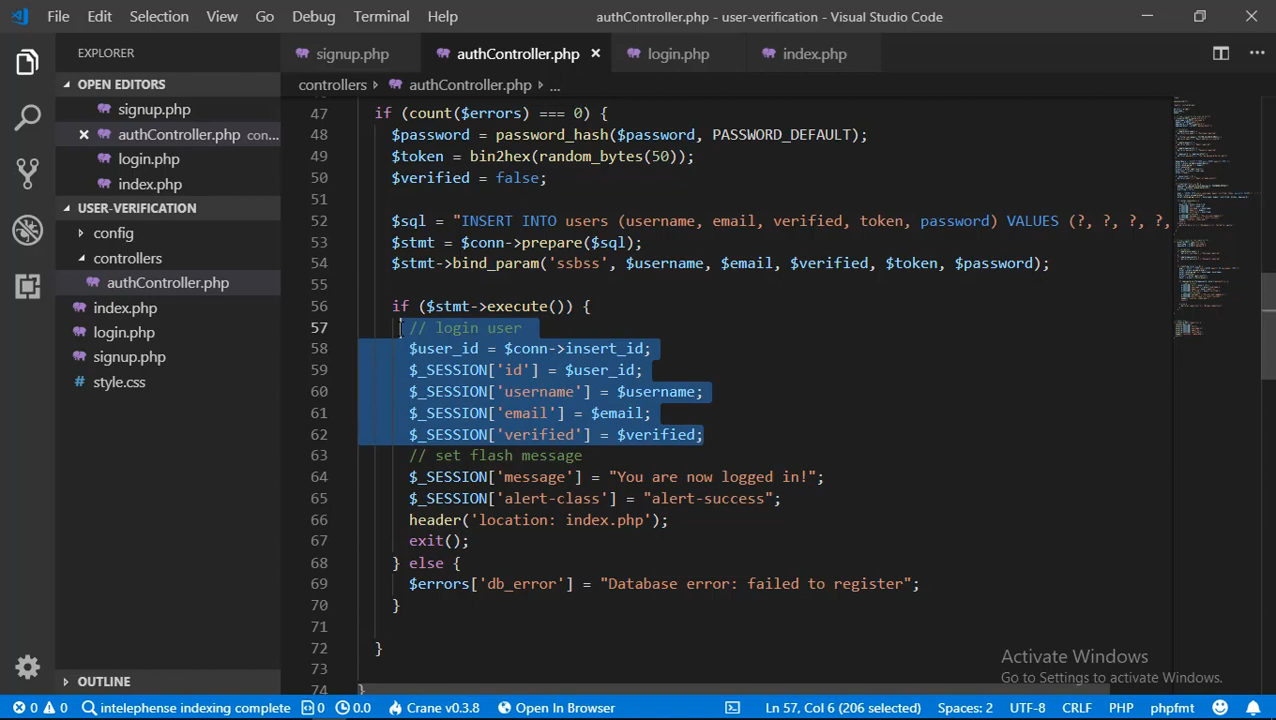 File Edit Selection View Go Debug Terminal Help authController.php - user-verification - Visual Studio Code
EXPLORER
OPEN EDITORS
signup.php
authController.php con...
login.php
index.php
USER-VERIFICATION
config
controllers
authController.php
index.php
login.php
signup.php
style.css
OUTLINE
signup.php authController.php login.php index.php
controllers authController.php ...
47 if (count($errors) === 0) {
48 $password = password_hash($password, PASSWORD_DEFAULT);
49 $token = bin2hex(random_bytes(50));
50 $verified = false;
51
52 $sql = "INSERT INTO users (username, email, verified, token, password) VALUES (?, ?, ?, ?,
53 $stmt = $conn->prepare($sql);
54 $stmt->bind_param('ssbss', $username, $email, $verified, $token, $password);
55
56 if ($stmt->excute()) {
57 // login user
58 $user_id = $conn->insert_id;
59 $_SESSION['id'] = $user_id;
60 $_SESSION['username'] = $username;
61 $_SESSION['email'] = $email;
62 $_SESSION['verified'] = $verified;
63 // set flash message
64 $_SESSION['message'] = "You are now logged in!";
65 $_SESSION['alert-class'] = "alert-success";
66 header('location: index.php');
67 exit();
68 } else {
69 $errors['db_error'] = "Database error: failed to register";
70 }
71
72 }
73
74 }
Activate Windows
Go to Settings to activate Windows.
0 0 intelephense indexing complete 0 0.0 Crane v0.3.8 Open In Browser Ln 57, Col 6 (206 selected) Spaces: 2 UTF-8 CRLF PHP phpfmt